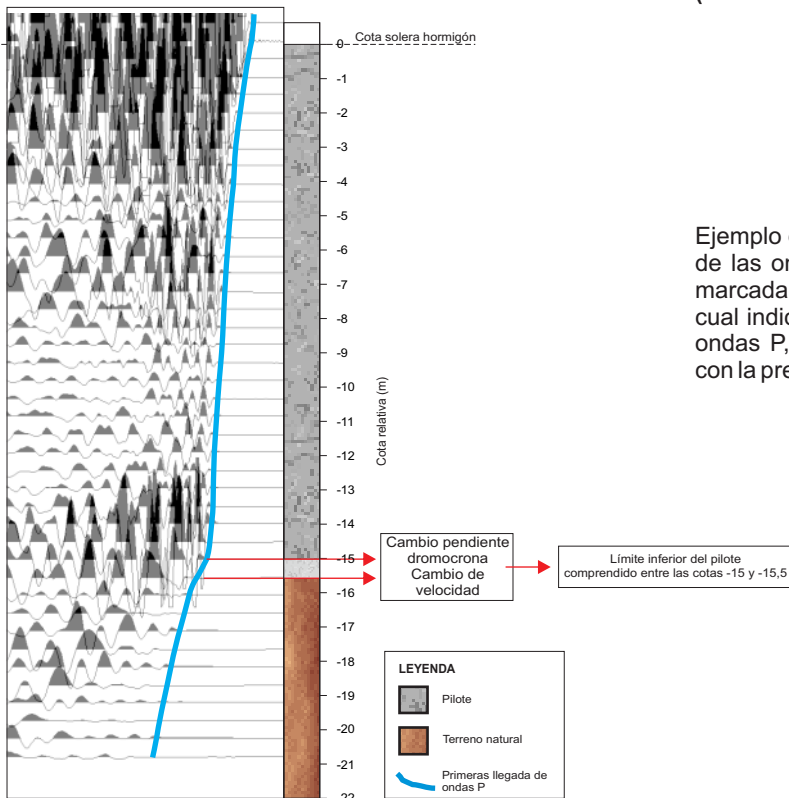 (
0
Cota solera hormigón
-1
-2
-3
-4
-5
-6
-7
-8
-9
-10
-11
-12
-13
-14
-15
-16
-17
-18
-19
-20
-21
-22
Cota relativa (m)
Ejemplo
de las
marcada
cual indic
ondas P,
con la pre
Cambio pendiente
dromocrona
Cambio de
velocidad
Límite inferior del pilote
comprendido entre las cotas -15 y -15,5
LEYENDA
Pilote
Terreno natural
Primeras llegada de
ondas P